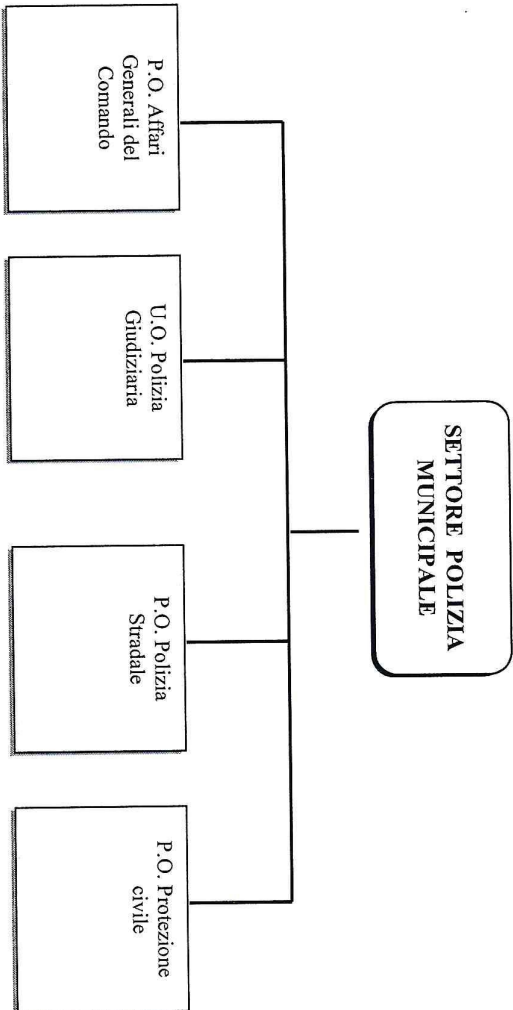 SETTORE POLIZIA
MUNICIPALE
P.O. Affari
Generali del
Comando
U.O. Polizia
Giudiziaria
P.O. Polizia
Stradale
P.O. Protezione
civile